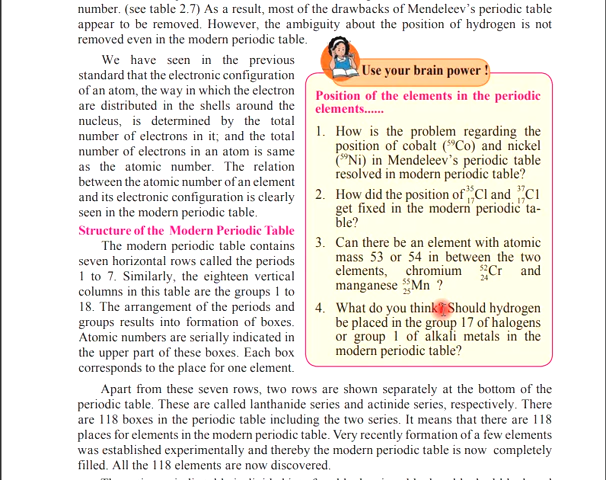 number. (see table 2.7) As a result, most of the drawbacks of Mendeleev's periodic table
appear to be removed. However, the ambiguity about the position of hydrogen is not
removed even in the modern periodic table.
We have seen in the previous
standard that the electronic configuration
of an atom, the way in which the electron
are distributed in the shells around the
nucleus, is determined by the total
number of electrons in it; and the total
number of electrons in an atom is same
as the atomic number. The relation
between the atomic number of an element
and its electronic configuration is clearly
seen in the modern periodic table.
Structure of the Modern Periodic Table
The modern periodic table contains
seven horizontal rows called the periods
1 to 7. Similarly, the eighteen vertical
columns in this table are the groups 1 to
18. The arrangement of the periods and
groups results into formation of boxes.
Atomic numbers are serially indicated in
the upper part of these boxes. Each box
corresponds to the place for one element.
Use your brain power !
Position of the elements in the periodic
elements......
1. How is the problem regarding the
position of cobalt (⁵⁹Co) and nickel
(⁵⁹Ni) in Mendeleev's periodic table
resolved in modern periodic table?
2. How did the position of ³⁵₁₇Cl and ³⁷₁₇Cl
get fixed in the modern periodic ta-
ble?
3. Can there be an element with atomic
mass 53 or 54 in between the two
elements, chromium ⁵²₂₄Cr and
manganese ⁵⁵₂₅Mn ?
4. What do you think? Should hydrogen
be placed in the group 17 of halogens
or group 1 of alkali metals in the
modern periodic table?
Apart from these seven rows, two rows are shown separately at the bottom of the
periodic table. These are called lanthanide series and actinide series, respectively. There
are 118 boxes in the periodic table including the two series. It means that there are 118
places for elements in the modern periodic table. Very recently formation of a few elements
was established experimentally and thereby the modern periodic table is now completely
filled. All the 118 elements are now discovered.